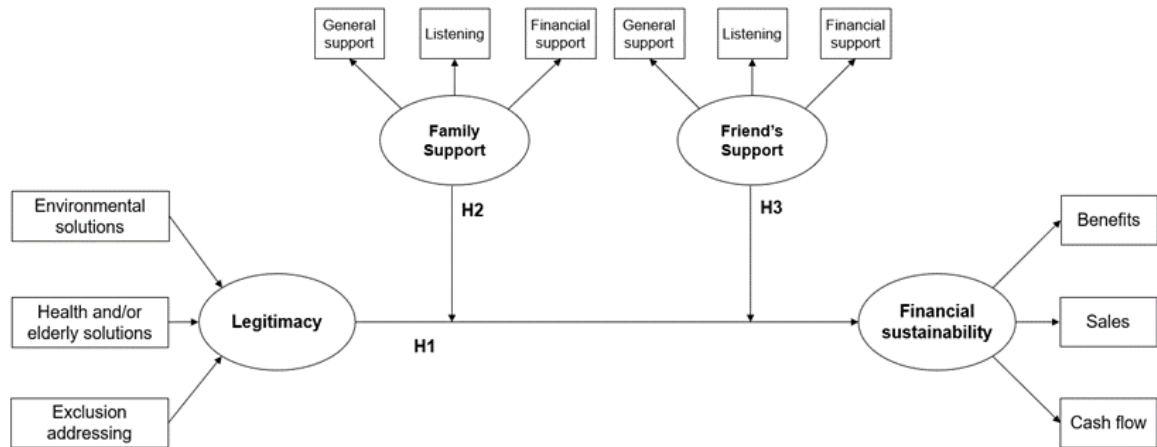 General
support
Listening
Financial
support
General
support
Listening
Financial
support
Family
Support
Friend's
Support
H2
H3
Environmental
solutions
Health and/or
elderly solutions
Exclusion
addressing
Legitimacy
H1
Financial
sustainability
Benefits
Sales
Cash flow